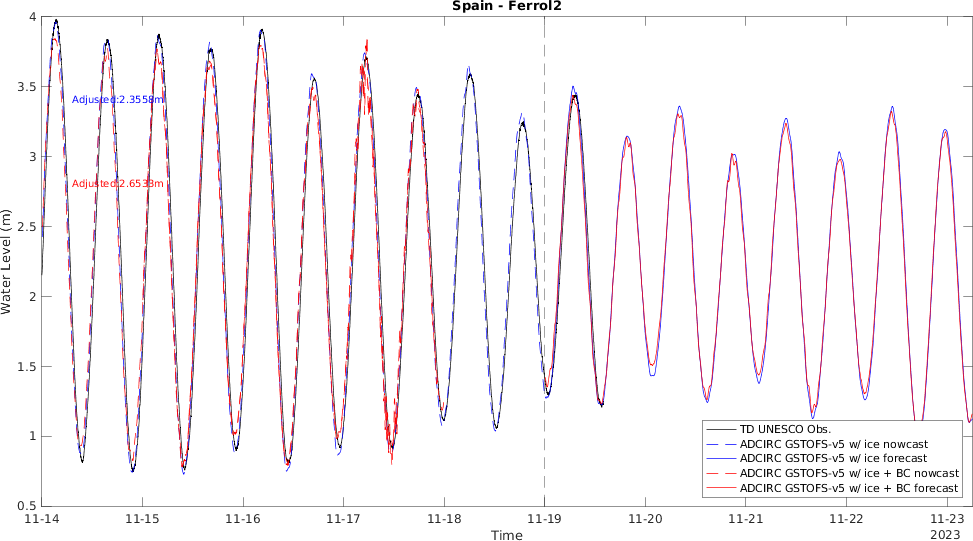 Spain - Ferrol2
Water Level (m)
4
3.5
3
2.5
2
1.5
1
0.5
Adjusted:2.3558m
Adjusted:2.6533m
TD UNESCO Obs.
ADCIRC GSTOFS-v5 w/ ice nowcast
ADCIRC GSTOFS-v5 w/ ice forecast
ADCIRC GSTOFS-v5 w/ ice + BC nowcast
ADCIRC GSTOFS-v5 w/ ice + BC forecast
11-14 11-15 11-16 11-17 11-18 11-19 11-20 11-21 11-22 11-23
2023
Time